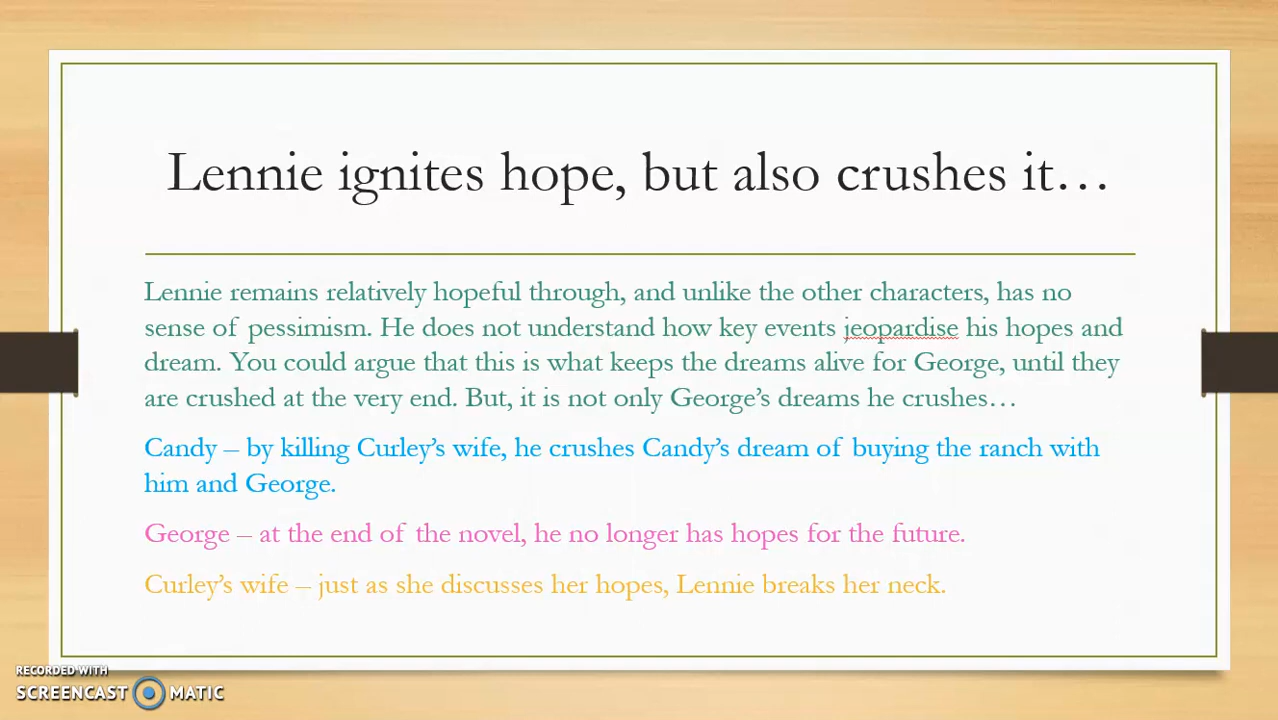 Lennie ignites hope, but also crushes it…
Lennie remains relatively hopeful through, and unlike the other characters, has no
sense of pessimism. He does not understand how key events jeopardise his hopes and
dream. You could argue that this is what keeps the dreams alive for George, until they
are crushed at the very end. But, it is not only George’s dreams he crushes…
Candy – by killing Curley’s wife, he crushes Candy’s dream of buying the ranch with
him and George.
George – at the end of the novel, he no longer has hopes for the future.
Curley’s wife – just as she discusses her hopes, Lennie breaks her neck.
RECORDED WITH
SCREENCAST MATIC